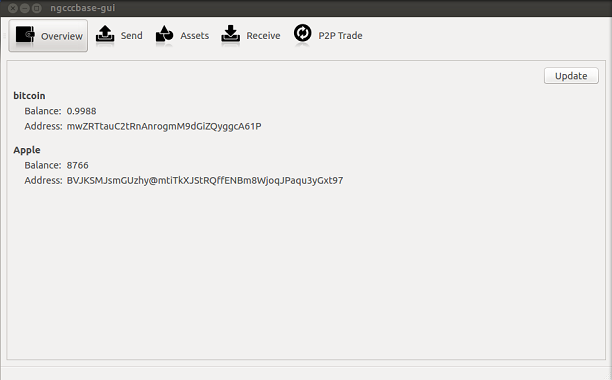 ngcccbase-gui
Overview Send Assets Receive P2P Trade
Update
bitcoin
Balance: 0.9988
Address: mwZRTtauC2tRnAnrogmM9dGiZQyggcA61P
Apple
Balance: 8766
Address: BVJKSMJsmGUzhy@mtiTkXJStRQffENBm8WjoqJPaqu3yGxt97